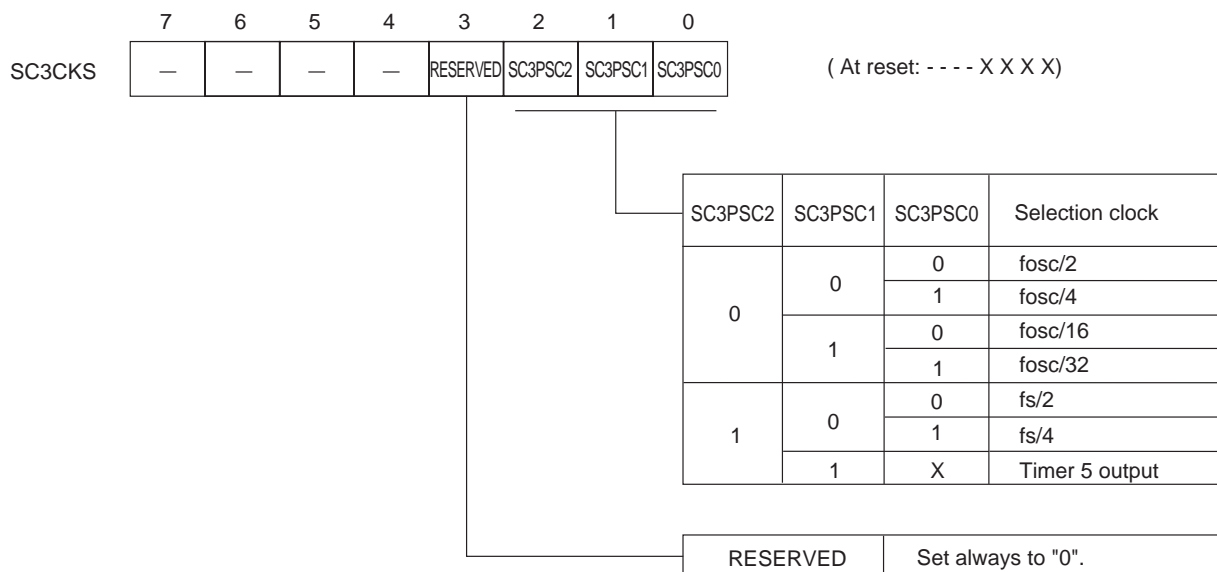 7 6 5 4 3 2 1 0
SC3CKS — — — — RESERVED SC3PSC2 SC3PSC1 SC3PSC0 ( At reset: - - - - X X X X)
SC3PSC2 SC3PSC1 SC3PSC0 Selection clock
0 0 0 fosc/2
1 fosc/4
1 0 fosc/16
1 fosc/32
1 0 0 fs/2
1 fs/4
1 X Timer 5 output
RESERVED Set always to "0".